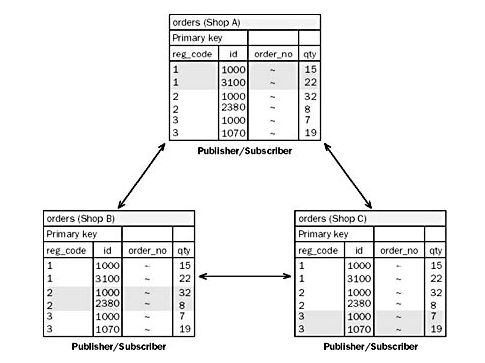 orders (Shop A)
Primary key
reg_code id order_no qty
1 1000 ~ 15
1 3100 ~ 22
2 1000 ~ 32
2 2380 ~ 8
3 1000 ~ 7
3 1070 ~ 19
Publisher/Subscriber
orders (Shop B)
Primary key
reg_code id order_no qty
1 1000 ~ 15
1 3100 ~ 22
2 1000 ~ 32
2 2380 ~ 8
3 1000 ~ 7
3 1070 ~ 19
Publisher/Subscriber
orders (Shop C)
Primary key
reg_code id order_no qty
1 1000 ~ 15
1 3100 ~ 22
2 1000 ~ 32
2 2380 ~ 8
3 1000 ~ 7
3 1070 ~ 19
Publisher/Subscriber